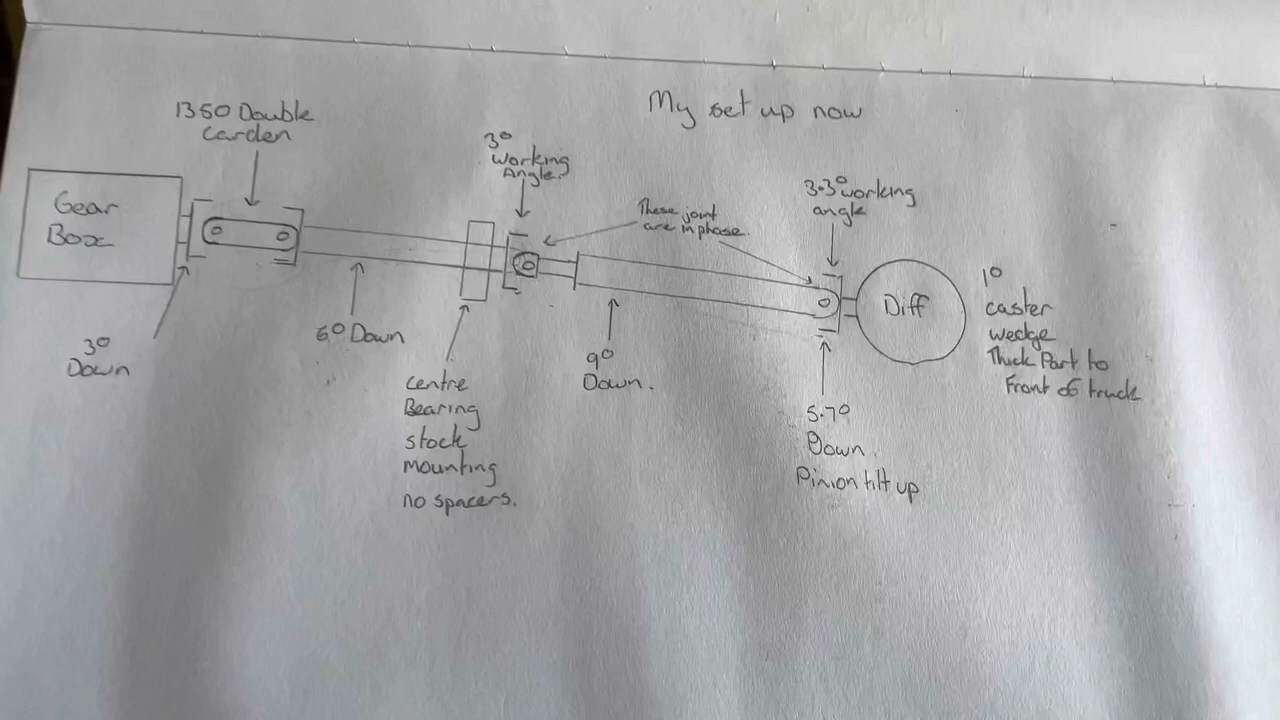 My set up now
1350 Double
Carden
Gear
Box
3°
Down
6° Down
Centre
Bearing
stock
mounting
no spacers.
3°
Working
Angle.
These joint
are in phase.
9°
Down.
3.3° working
angle
Diff
5.7°
Down
Pinion tilt up
1°
caster
wedge
Thick Part to
Front of truck